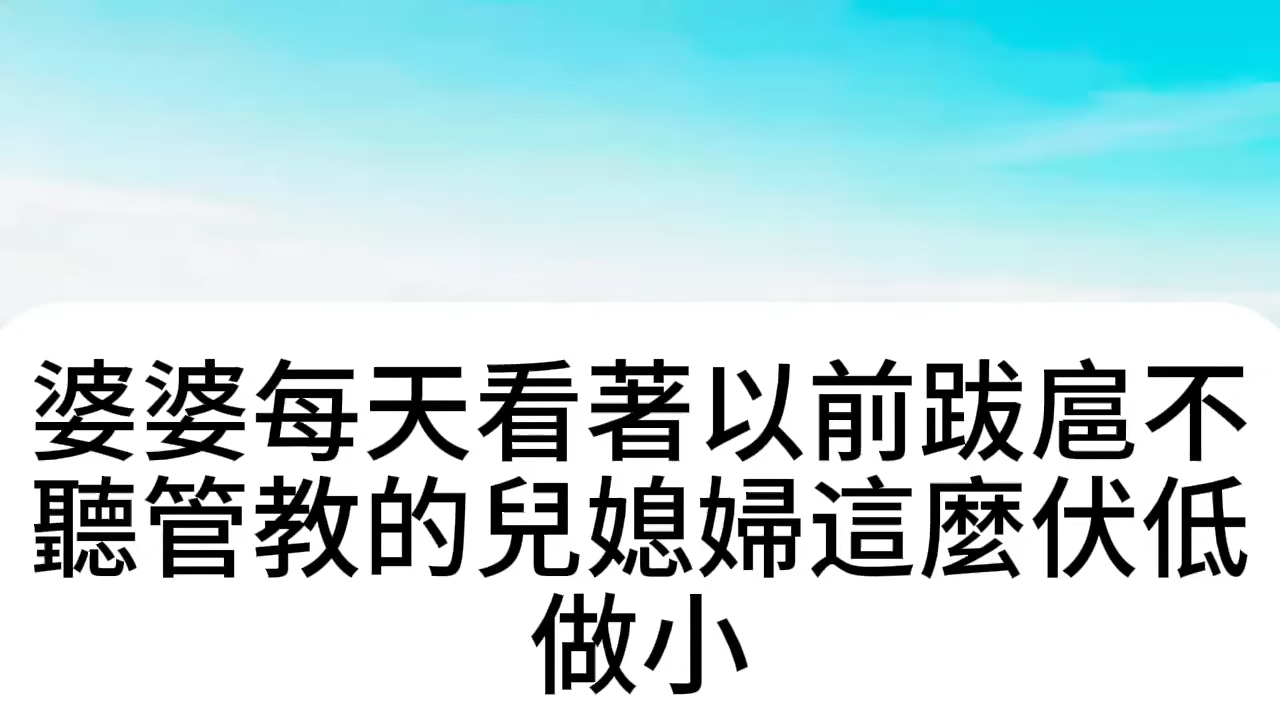 婆婆每天看著以前跋扈不
聽管教的兒媳婦這麼伏低
做小